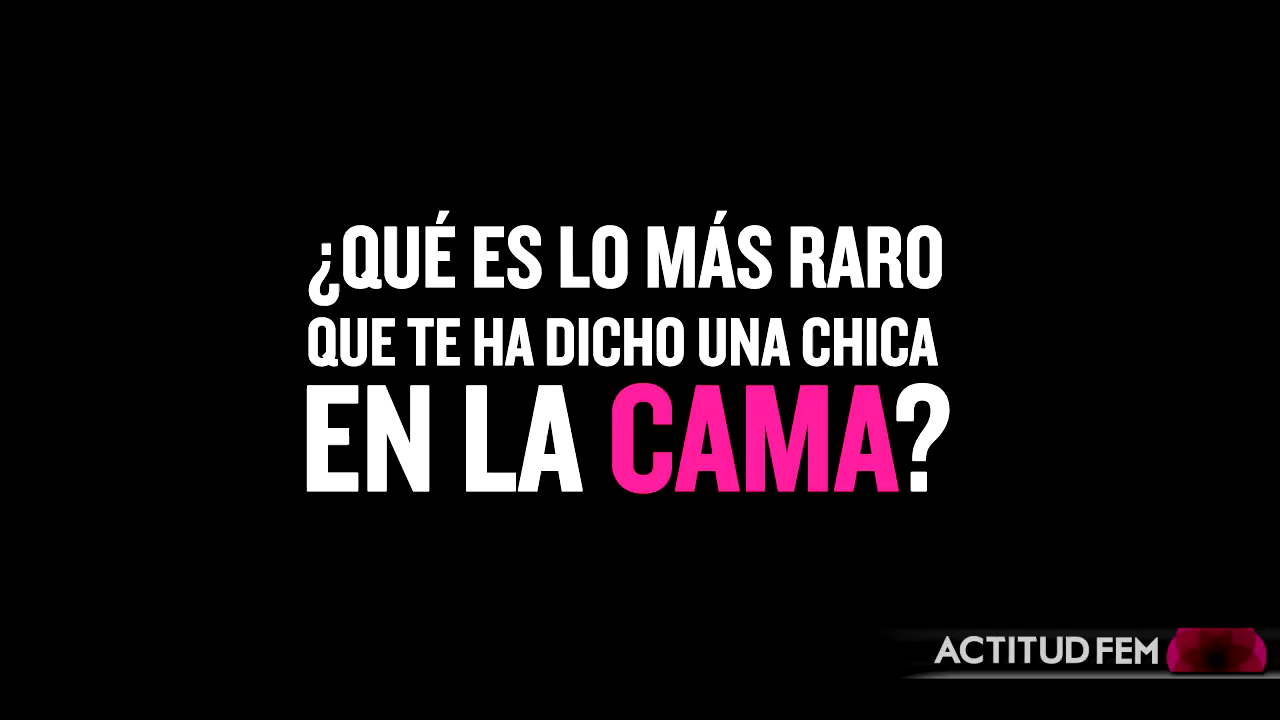 ¿QUÉ ES LO MÁS RARO
QUE TE HA DICHO UNA CHICA
EN LA CAMA?
ACTITUD FEM